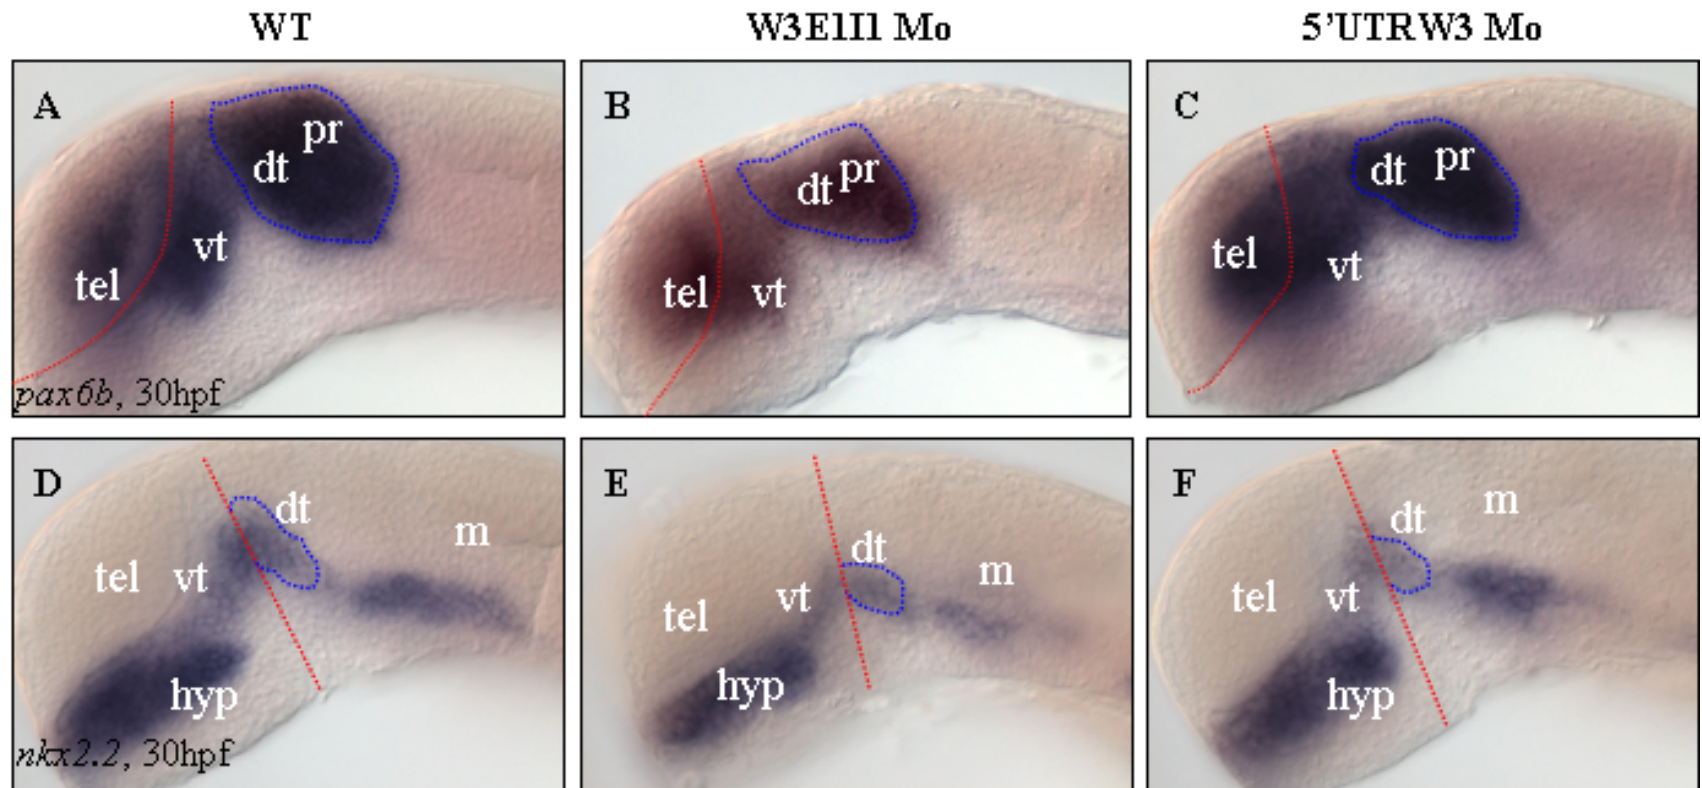 WT W3E1I1 Mo 5'UTRW3 Mo
A pr dt vt tel
pax6b, 30hpf
B pr dt tel vt
C pr dt tel vt
D dt m tel vt hyp
nkx2.2, 30hpf
E dt m vt tel hyp
F m dt tel vt hyp